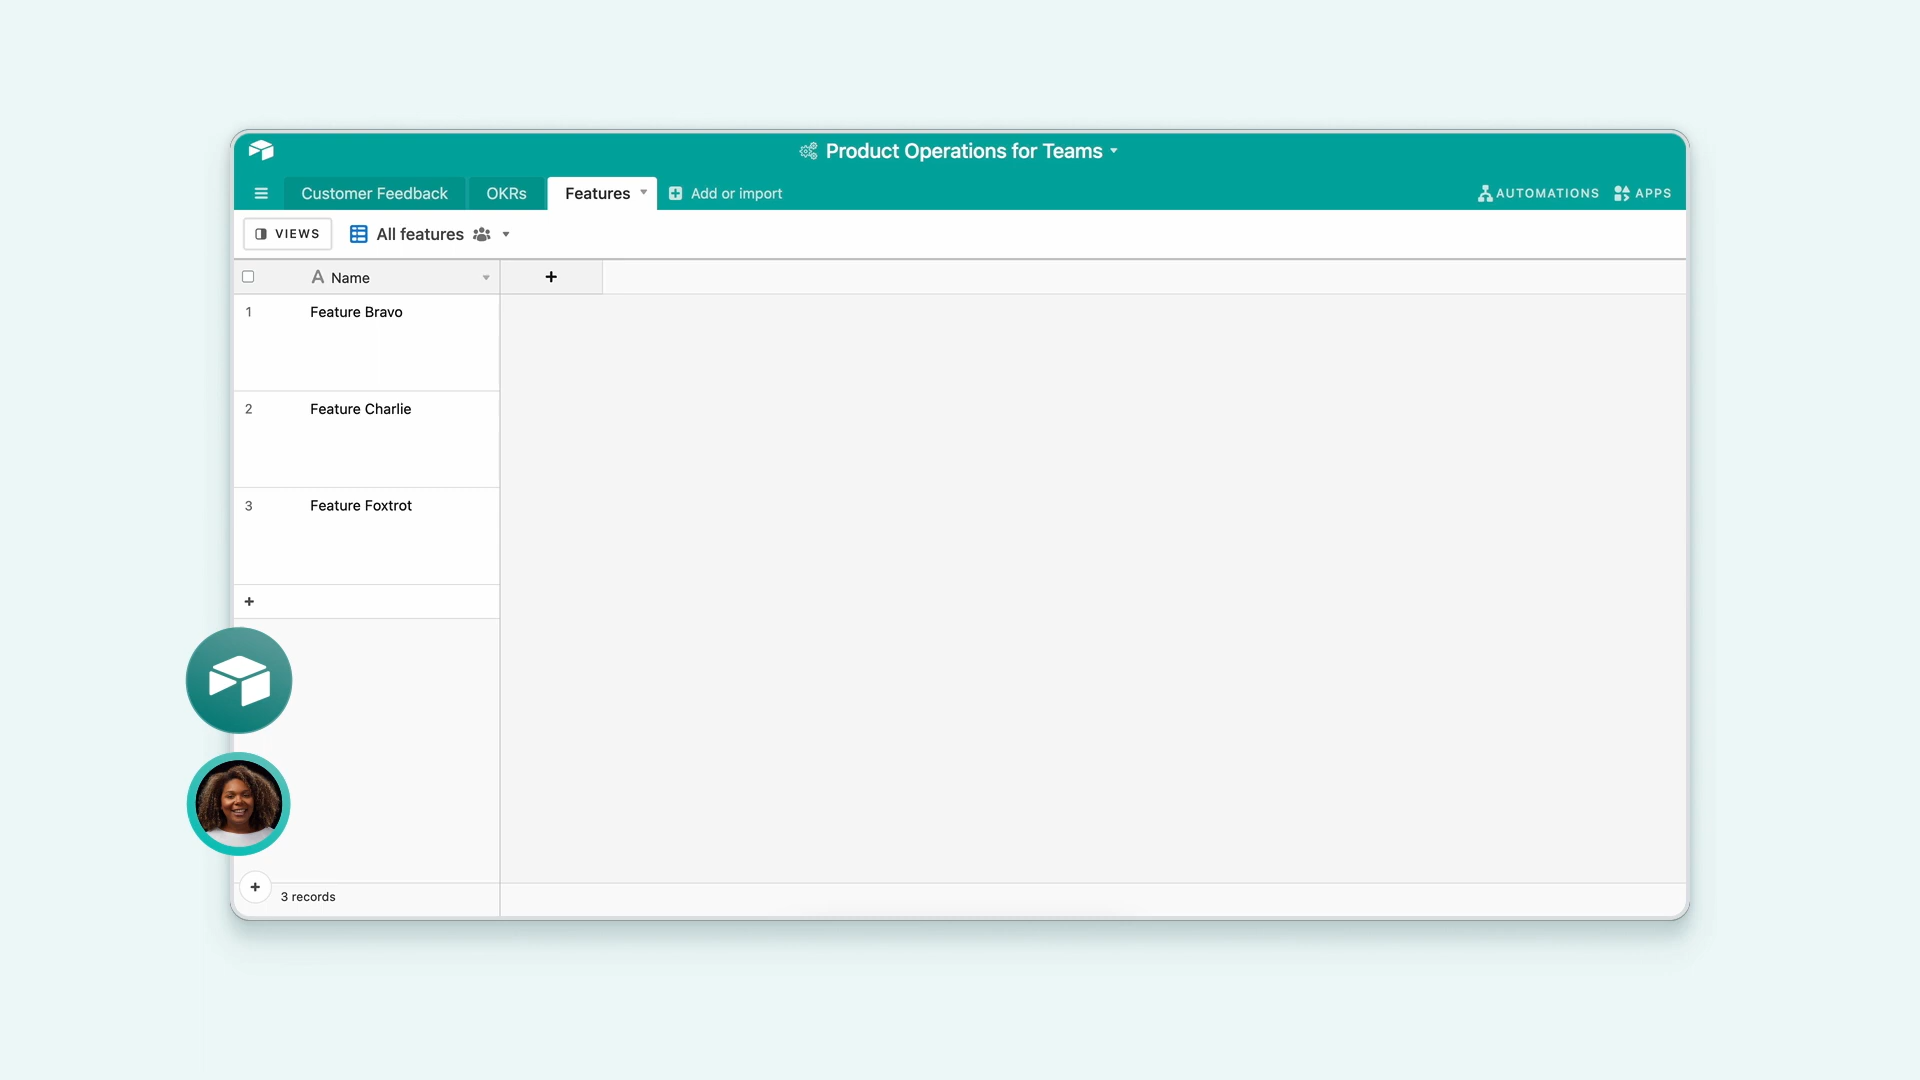 Product Operations for Teams
Customer Feedback
OKRs
Features
Add or import
AUTOMATIONS
APPS
VIEWS
All features
A Name
1 Feature Bravo
2 Feature Charlie
3 Feature Foxtrot
3 records